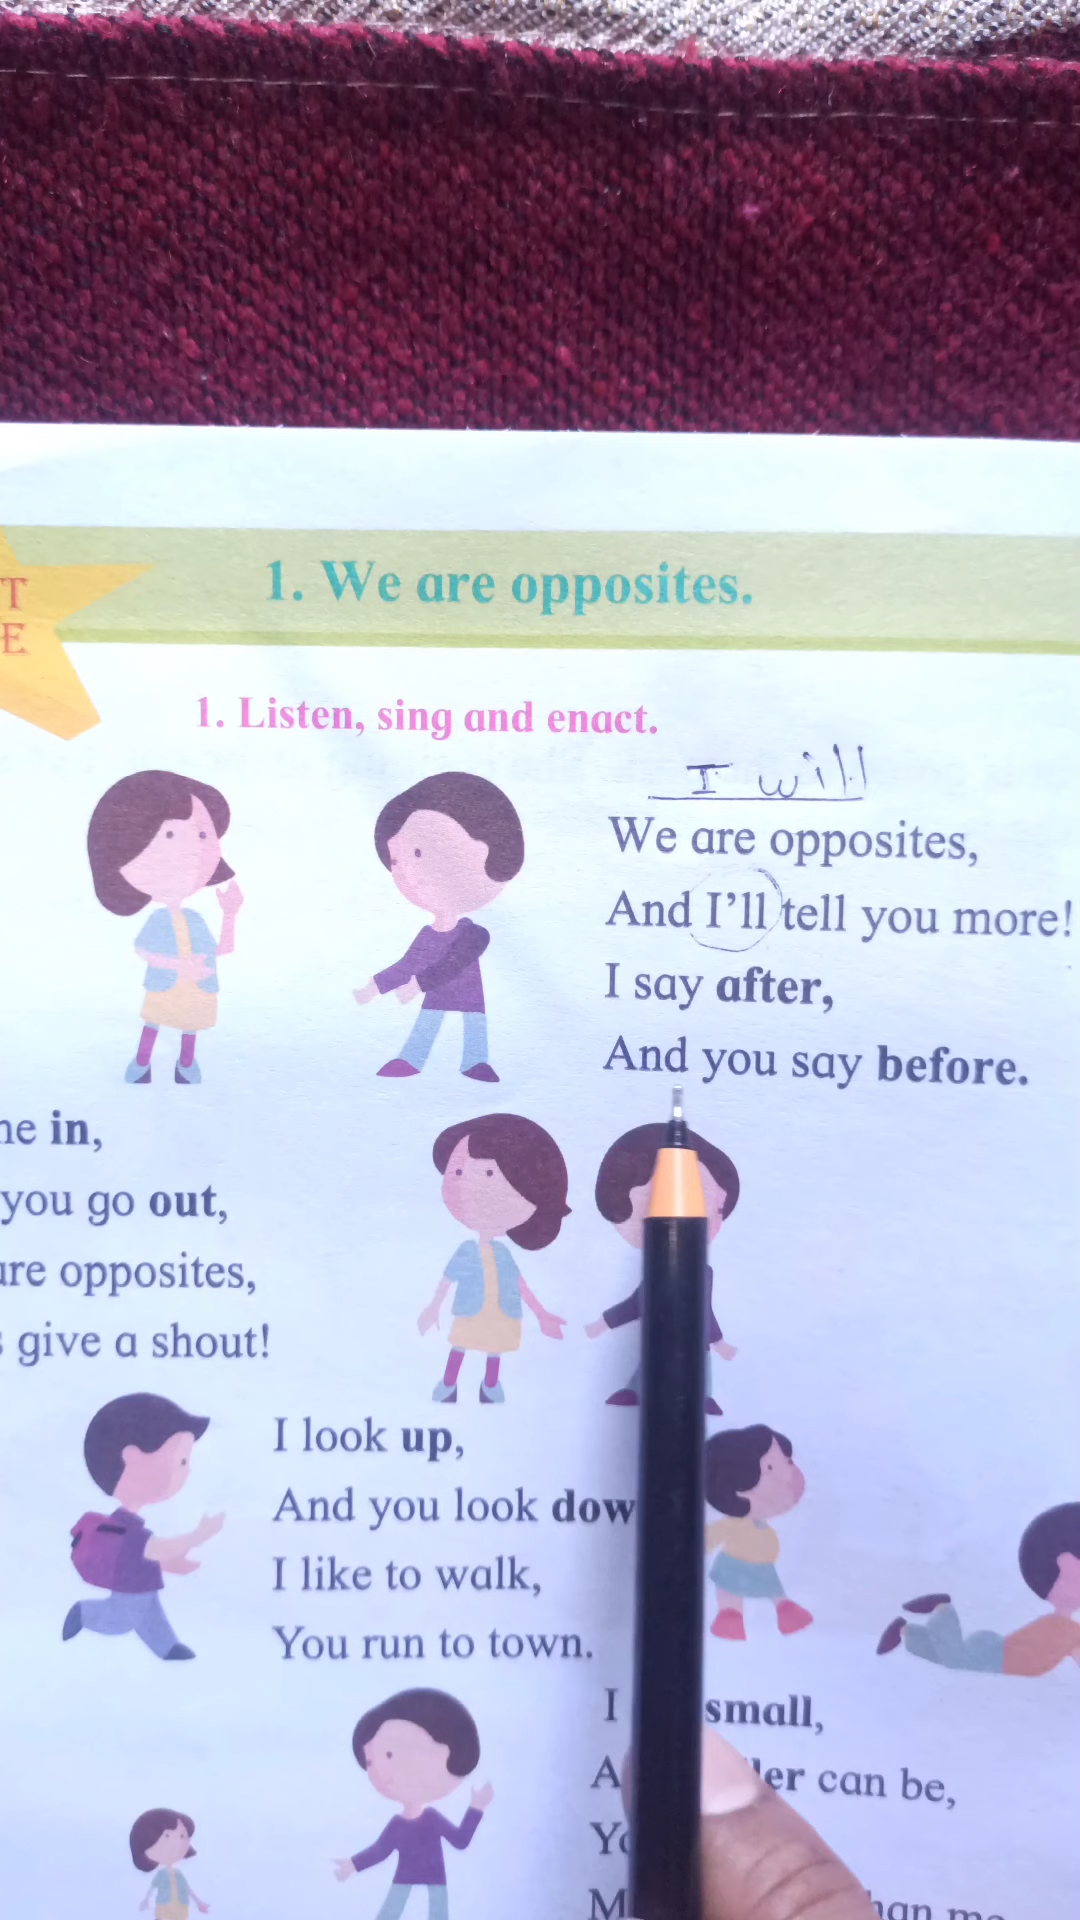 T
E
1. We are opposites.
1. Listen, sing and enact.
I will
We are opposites,
And I'll tell you more!
I say after,
And you say before.
in,
you go out,
opposites,
give a shout!
I look up,
And you look
I like to walk,
You run to town.
I small,
can be,